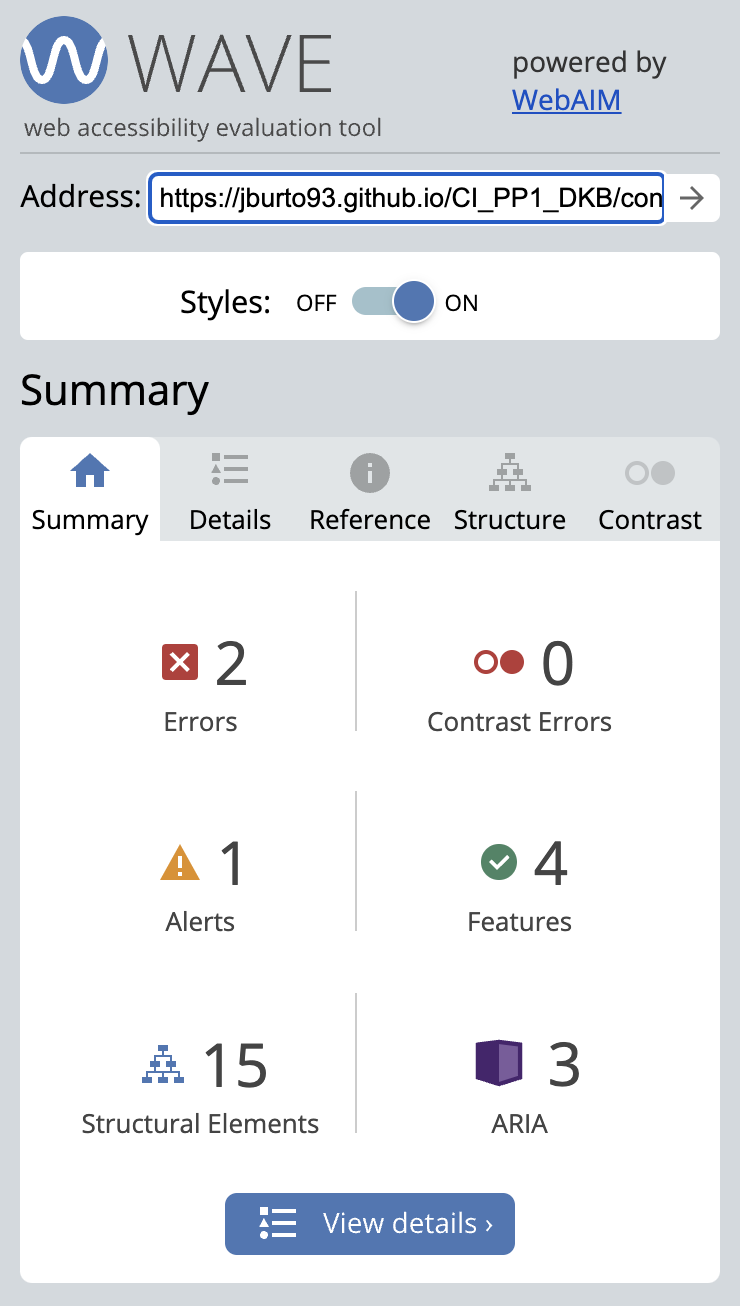 WAVE
powered by
WebAIM
web accessibility evaluation tool
Address: https://jburto93.github.io/CI_PP1_DKB/con
Styles: OFF ON
Summary
Summary Details Reference Structure Contrast
2 0
Errors Contrast Errors
1 4
Alerts Features
15 3
Structural Elements ARIA
View details ›